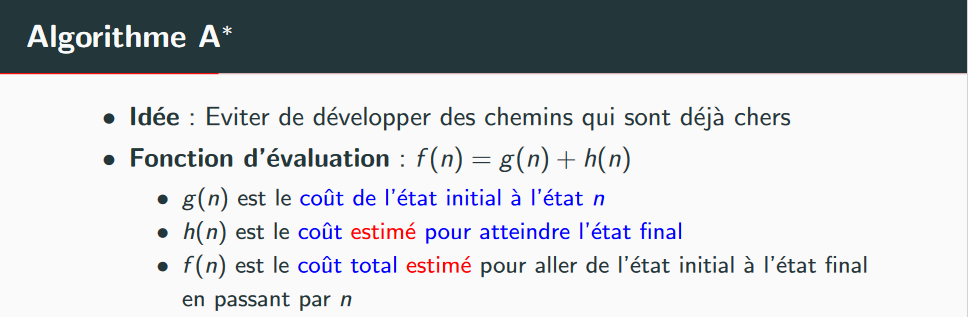 Algorithme A*
• Idée : Eviter de développer des chemins qui sont déjà chers
• Fonction d'évaluation : f(n) = g(n) + h(n)
• g(n) est le coût de l'état initial à l'état n
• h(n) est le coût estimé pour atteindre l'état final
• f(n) est le coût total estimé pour aller de l'état initial à l'état final
en passant par n